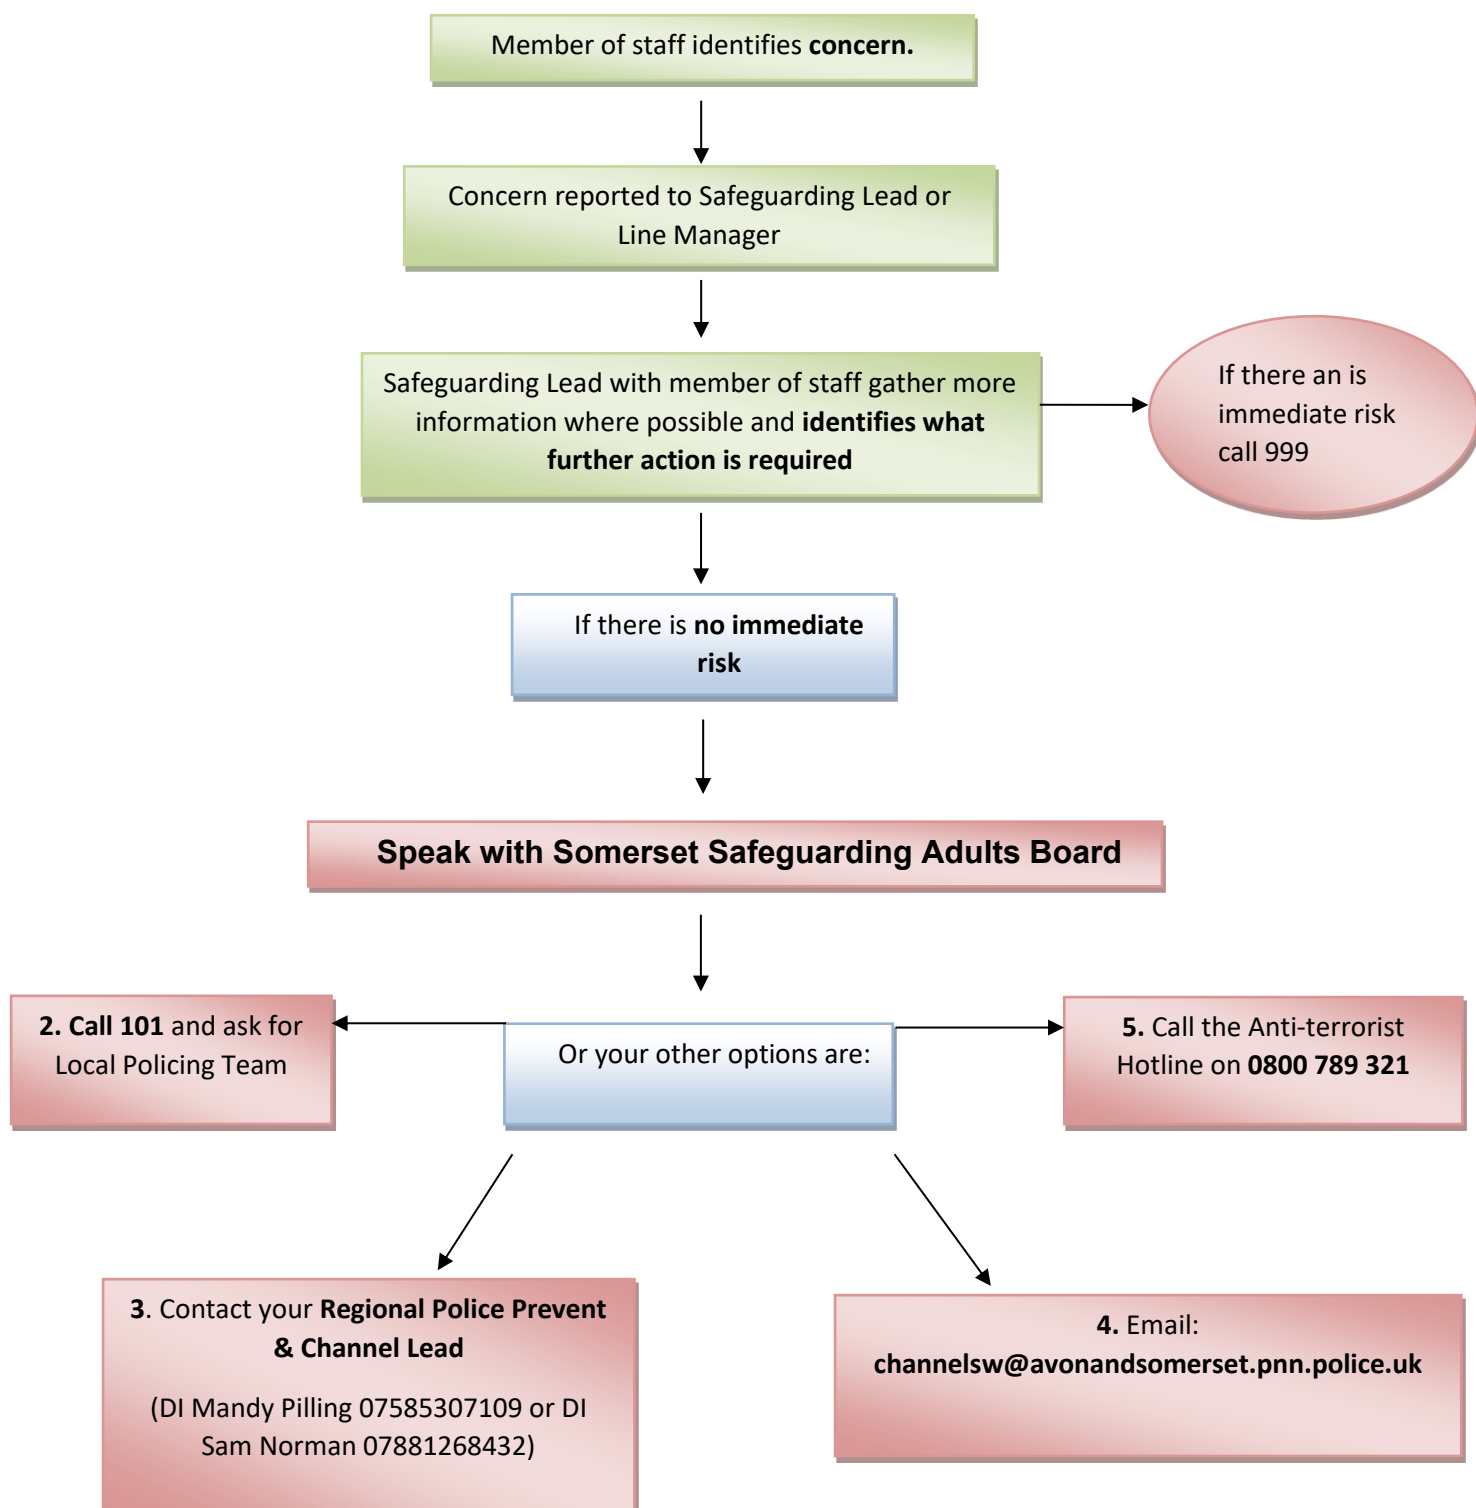 Member of staff identifies concern.
Concern reported to Safeguarding Lead or
Line Manager
Safeguarding Lead with member of staff gather more
information where possible and identifies what
further action is required
If there an is
immediate risk
call 999
If there is no immediate
risk
Speak with Somerset Safeguarding Adults Board
2. Call 101 and ask for
Local Policing Team
Or your other options are:
5. Call the Anti-terrorist
Hotline on 0800 789 321
3. Contact your Regional Police Prevent
& Channel Lead
(DI Mandy Pilling 07585307109 or DI
Sam Norman 07881268432)
4. Email:
channelsw@avonandsomerset.pnn.police.uk